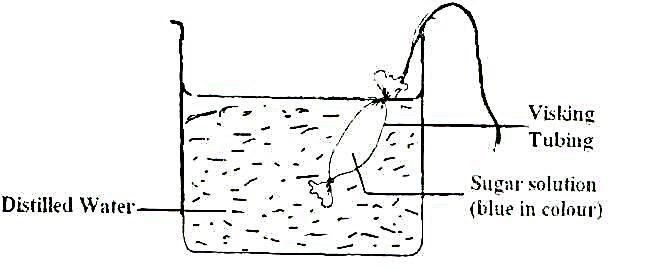 Visking
Tubing
Sugar solution
(blue in colour)
Distilled Water